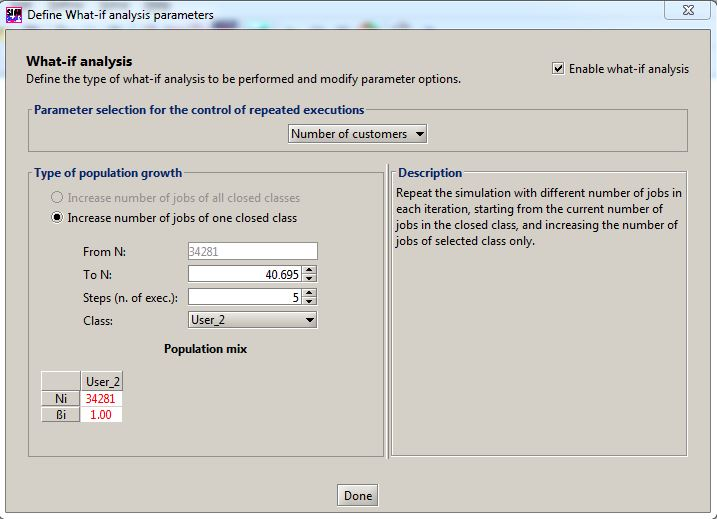 Define What-if analysis parameters
What-if analysis
Define the type of what-if analysis to be performed and modify parameter options.
Enable what-if analysis
Parameter selection for the control of repeated executions
Number of customers
Type of population growth
Increase number of jobs of all closed classes
Increase number of jobs of one closed class
From N:
34281
To N:
40.695
Steps (n. of exec.):
5
Class:
User_2
Population mix
User_2
Ni
34281
ßi
1.00
Description
Repeat the simulation with different number of jobs in
each iteration, starting from the current number of
jobs in the closed class, and increasing the number of
jobs of selected class only.
Done